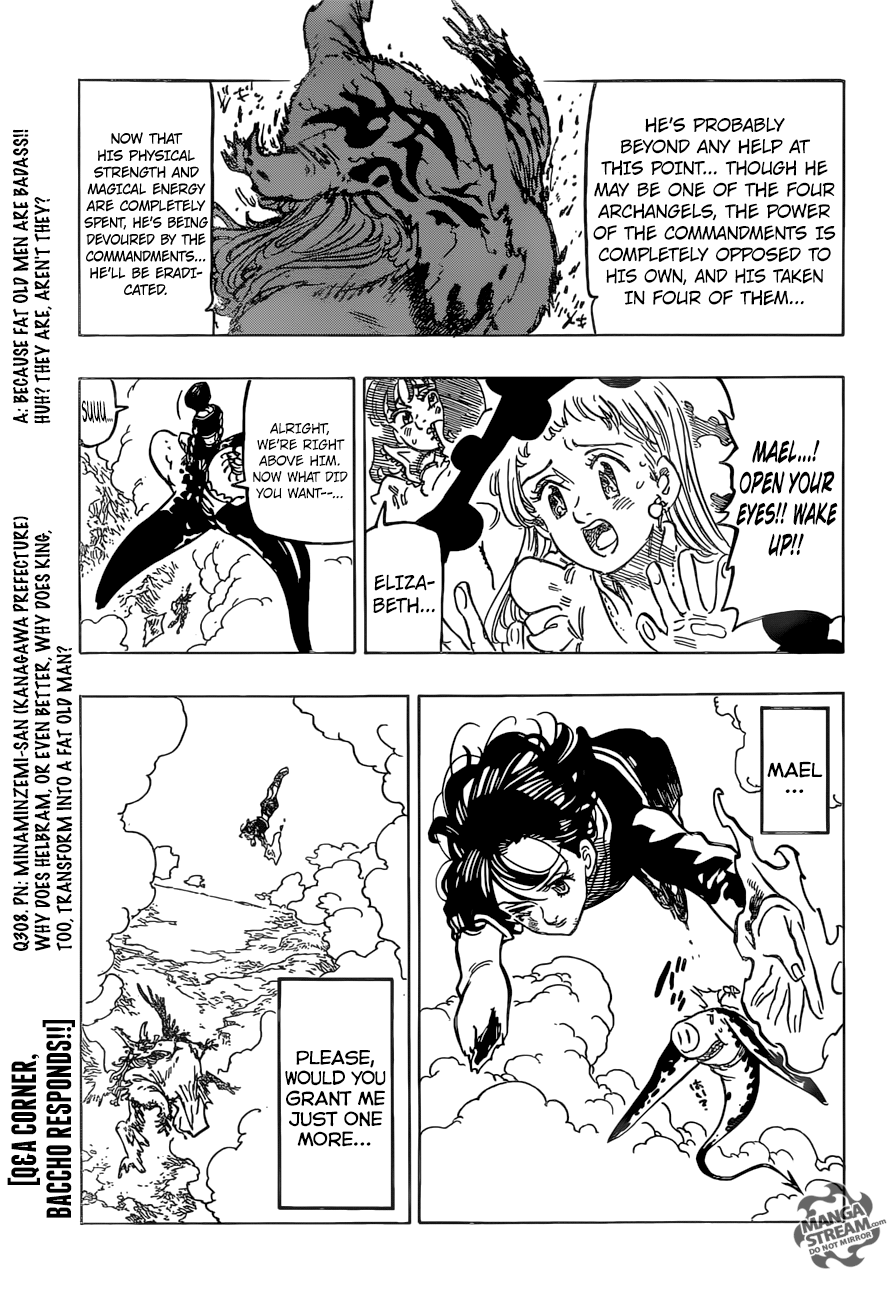 HE'S PROBABLY
BEYOND ANY HELP AT
THIS POINT... THOUGH HE
MAY BE ONE OF THE FOUR
ARCHANGELS, THE POWER
OF THE COMMANDMENTS IS
COMPLETELY OPPOSED TO
HIS OWN, AND HIS TAKEN
IN FOUR OF THEM...
NOW THAT
HIS PHYSICAL
STRENGTH AND
MAGICAL ENERGY
ARE COMPLETELY
SPENT, HE'S BEING
DEVOURED BY THE
COMMANDMENTS...
HE'LL BE ERADI-
CATED.
MAEL...!
OPEN YOUR
EYES!! WAKE
UP!!
ELIZA-
BETH...
ALRIGHT,
WE'RE RIGHT
ABOVE HIM.
NOW WHAT DID
YOU WANT--...
SUUU...
MAEL
...
PLEASE,
WOULD YOU
GRANT ME
JUST ONE
MORE...
[Q&A CORNER,
BACCHO RESPONDS!!]
Q308. PN: MINAMINZEMI-SAN (KANAGAWA PREFECTURE)
WHY DOES HELBRAM, OR EVEN BETTER, WHY DOES KING,
TOO, TRANSFORM INTO A FAT OLD MAN?
A: BECAUSE FAT OLD MEN ARE BADASS!!
HUH? THEY ARE, AREN'T THEY?
MANGA
STREAM.com
DO NOT MIRROR